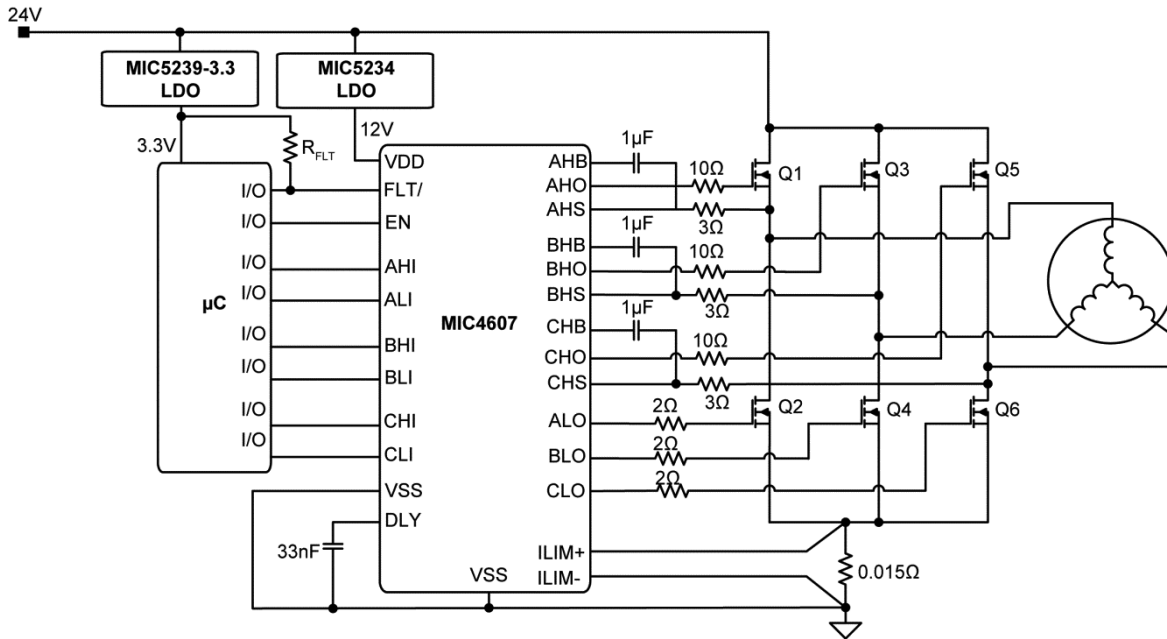 24V
MIC5239-3.3
LDO
MIC5234
LDO
3.3V
R_FLT
12V
I/O
I/O
I/O
I/O
I/O
I/O
I/O
I/O
µC
VDD
FLT/
EN
AHI
ALI
BHI
BLI
CHI
CLI
VSS
DLY
33nF
MIC4607
VSS
AHB
AHO
AHS
BHB
BHO
BHS
CHB
CHO
CHS
ALO
BLO
CLO
ILIM+
ILIM-
1µF
10Ω
3Ω
1µF
10Ω
3Ω
1µF
10Ω
3Ω
2Ω
2Ω
2Ω
Q1
Q3
Q5
Q2
Q4
Q6
0.015Ω